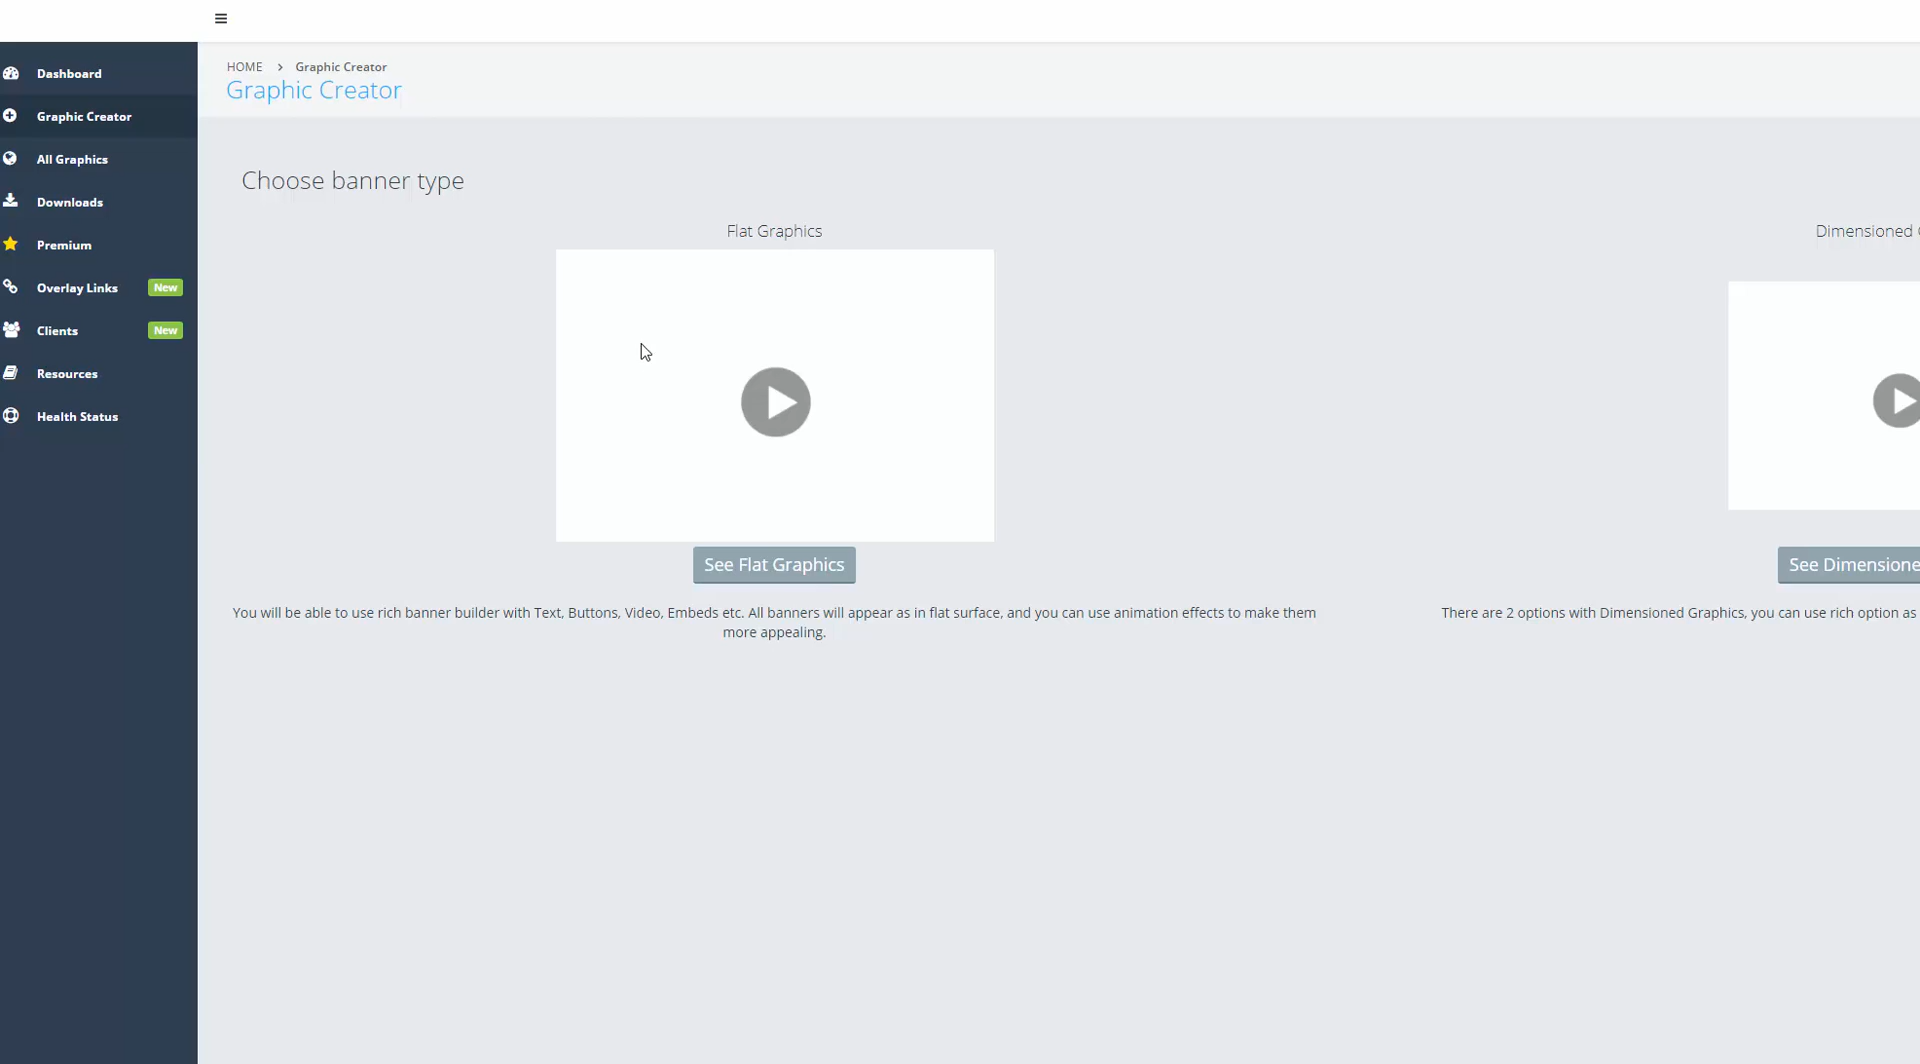 Dashboard
Graphic Creator
All Graphics
Downloads
Premium
Overlay Links New
Clients New
Resources
Health Status
HOME > Graphic Creator
Graphic Creator
Choose banner type
Flat Graphics
See Flat Graphics
You will be able to use rich banner builder with Text, Buttons, Video, Embeds etc. All banners will appear as in flat surface, and you can use animation effects to make them
more appealing.
Dimensioned
See Dimensione
There are 2 options with Dimensioned Graphics, you can use rich option as